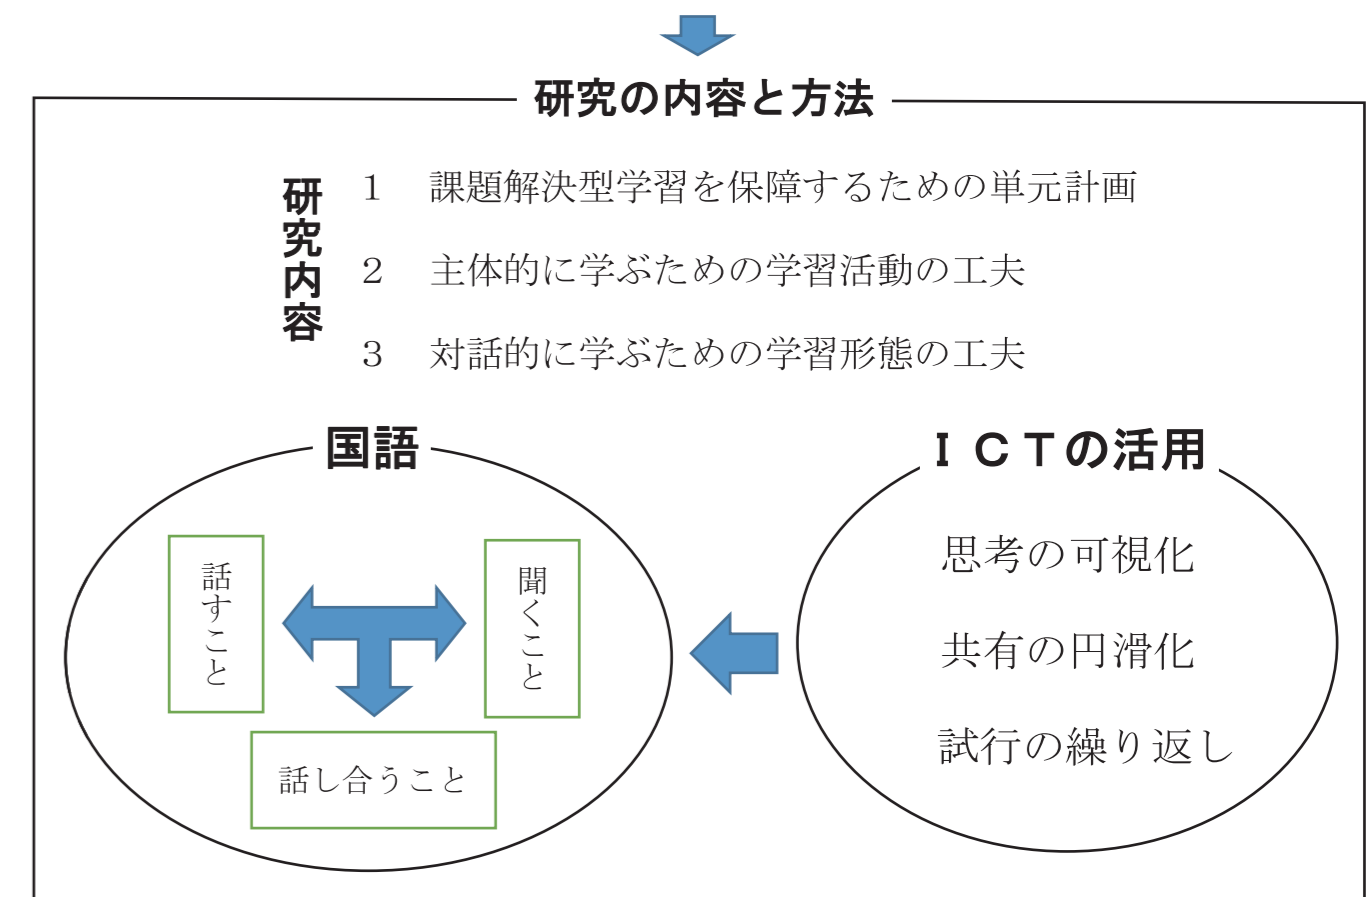 研究の内容と方法
研究内容
１　課題解決型学習を保障するための単元計画
２　主体的に学ぶための学習活動の工夫
３　対話的に学ぶための学習形態の工夫
国語
話すこと
聞くこと
話し合うこと
ＩＣＴの活用
思考の可視化
共有の円滑化
試行の繰り返し